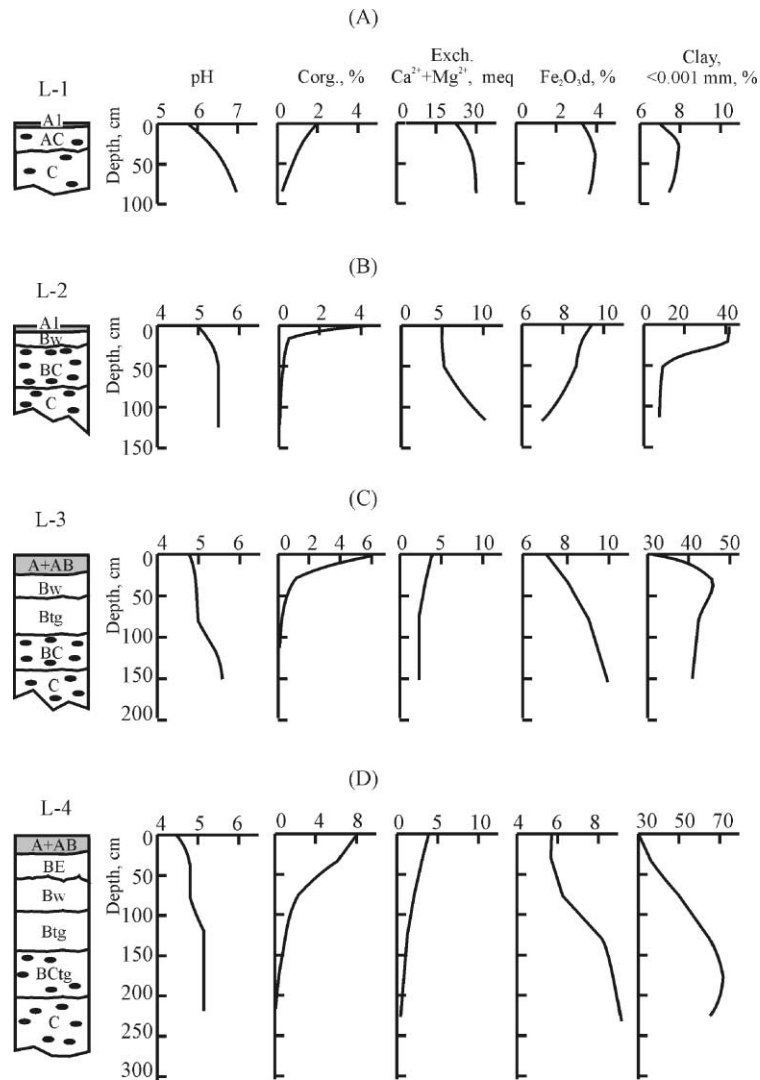 (A)
pH
Corg., %
Exch.
Ca²⁺+Mg²⁺, meq
Fe₂O₃d, %
Clay,
<0.001 mm, %
L-1
5 6 7
0 2 4
0 15 30
0 2 4
6 8 10
A1
AC
C
Depth, cm
0
50
100
(B)
L-2
4 5 6
0 2 4
0 5 10
6 8 10
0 20 40
A1
Bw
BC
C
Depth, cm
0
50
100
150
(C)
L-3
4 5 6
0 2 4 6
0 5 10
6 8 10
30 40 50
A+AB
Bw
Btg
BC
C
Depth, cm
0
50
100
150
200
(D)
L-4
4 5 6
0 4 8
0 5 10
4 6 8
30 50 70
A+AB
BE
Bw
Btg
BCtg
C
Depth, cm
0
50
100
150
200
250
300